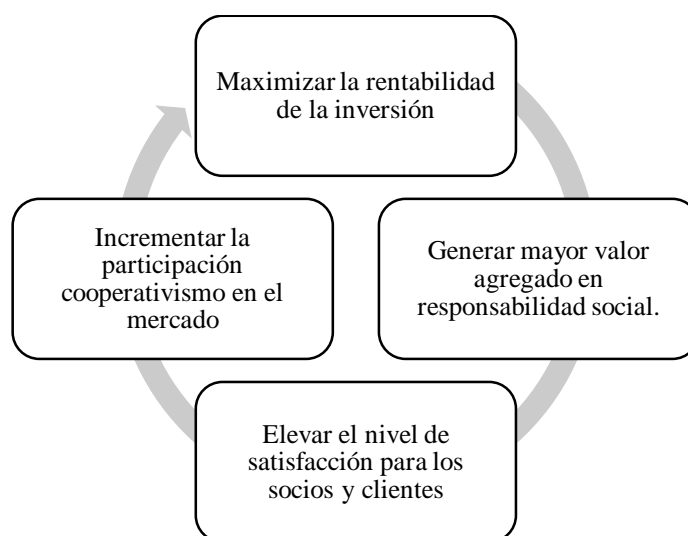 Maximizar la rentabilidad
de la inversión
Generar mayor valor
agregado en
responsabilidad social.
Elevar el nivel de
satisfacción para los
socios y clientes
Incrementar la
participación
cooperativismo en el
mercado